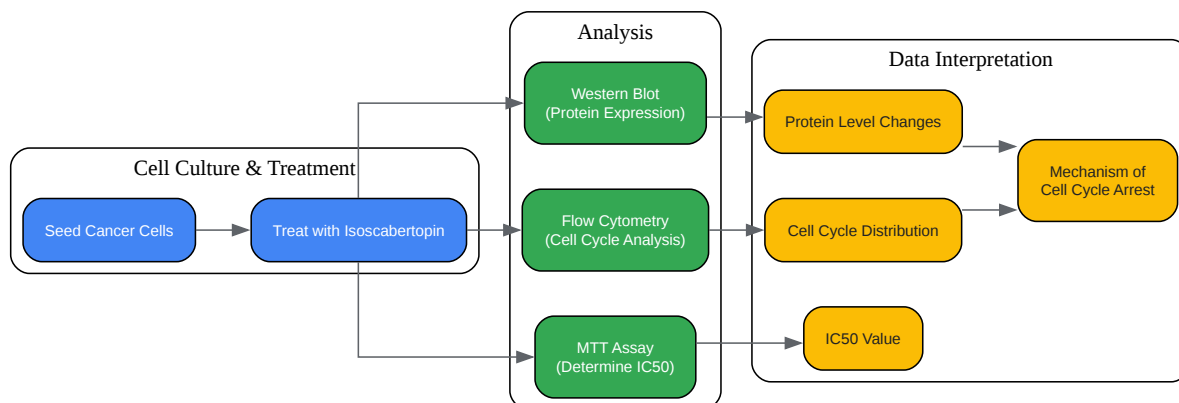 Cell Culture & Treatment
Seed Cancer Cells
Treat with Isoscabertopin
Analysis
Western Blot
(Protein Expression)
Flow Cytometry
(Cell Cycle Analysis)
MTT Assay
(Determine IC50)
Data Interpretation
Protein Level Changes
Cell Cycle Distribution
IC50 Value
Mechanism of
Cell Cycle Arrest